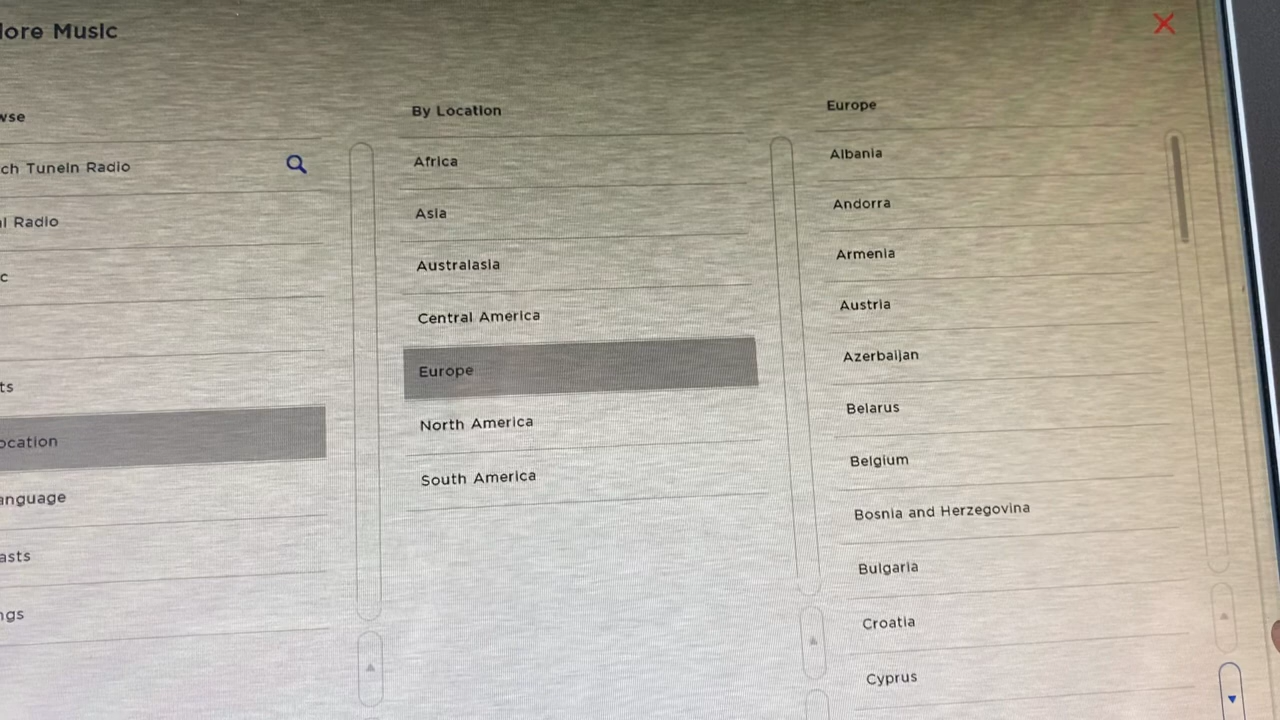 lore Music
wse
ch TuneIn Radio
l Radio
c
ts
ocation
anguage
asts
ngs
By Location
Africa
Asia
Australasia
Central America
Europe
North America
South America
Europe
Albania
Andorra
Armenia
Austria
Azerbaijan
Belarus
Belgium
Bosnia and Herzegovina
Bulgaria
Croatia
Cyprus